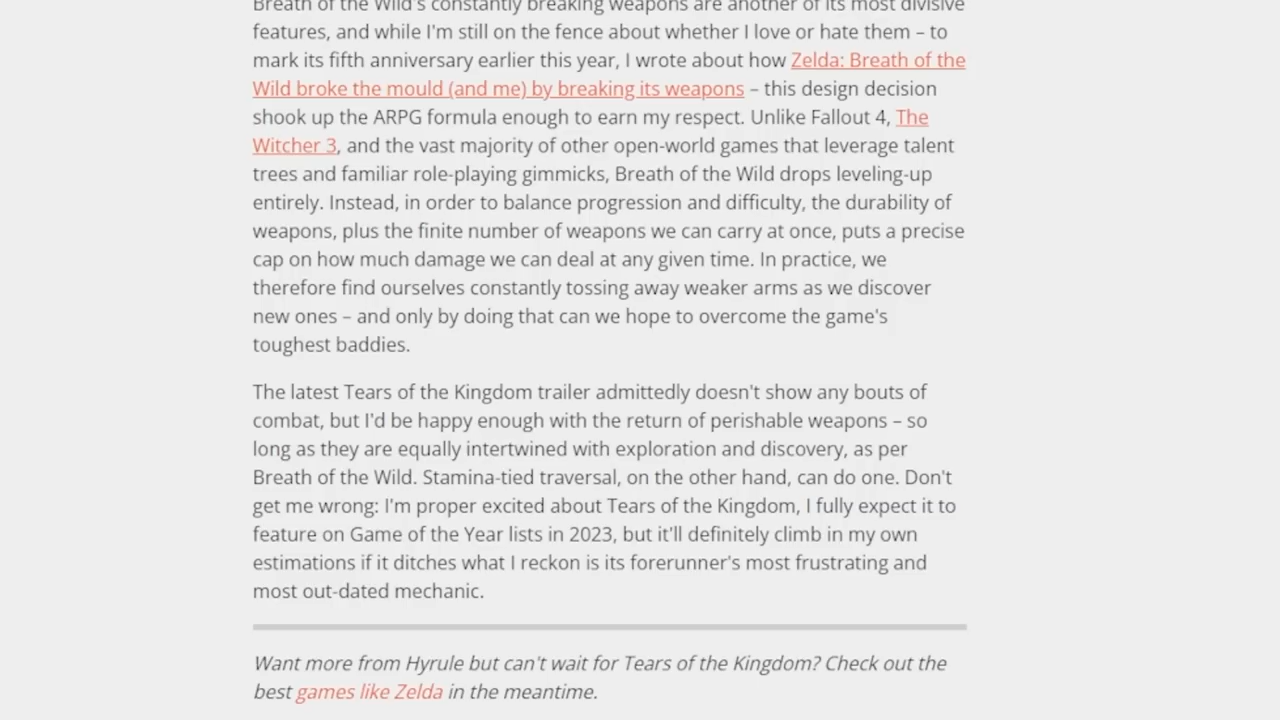 Breath of the Wild's constantly breaking weapons are another of its most divisive
features, and while I'm still on the fence about whether I love or hate them – to
mark its fifth anniversary earlier this year, I wrote about how Zelda: Breath of the
Wild broke the mould (and me) by breaking its weapons – this design decision
shook up the ARPG formula enough to earn my respect. Unlike Fallout 4, The
Witcher 3, and the vast majority of other open-world games that leverage talent
trees and familiar role-playing gimmicks, Breath of the Wild drops leveling-up
entirely. Instead, in order to balance progression and difficulty, the durability of
weapons, plus the finite number of weapons we can carry at once, puts a precise
cap on how much damage we can deal at any given time. In practice, we
therefore find ourselves constantly tossing away weaker arms as we discover
new ones – and only by doing that can we hope to overcome the game's
toughest baddies.
The latest Tears of the Kingdom trailer admittedly doesn't show any bouts of
combat, but I'd be happy enough with the return of perishable weapons – so
long as they are equally intertwined with exploration and discovery, as per
Breath of the Wild. Stamina-tied traversal, on the other hand, can do one. Don't
get me wrong: I'm proper excited about Tears of the Kingdom, I fully expect it to
feature on Game of the Year lists in 2023, but it'll definitely climb in my own
estimations if it ditches what I reckon is its forerunner's most frustrating and
most out-dated mechanic.
Want more from Hyrule but can't wait for Tears of the Kingdom? Check out the
best games like Zelda in the meantime.